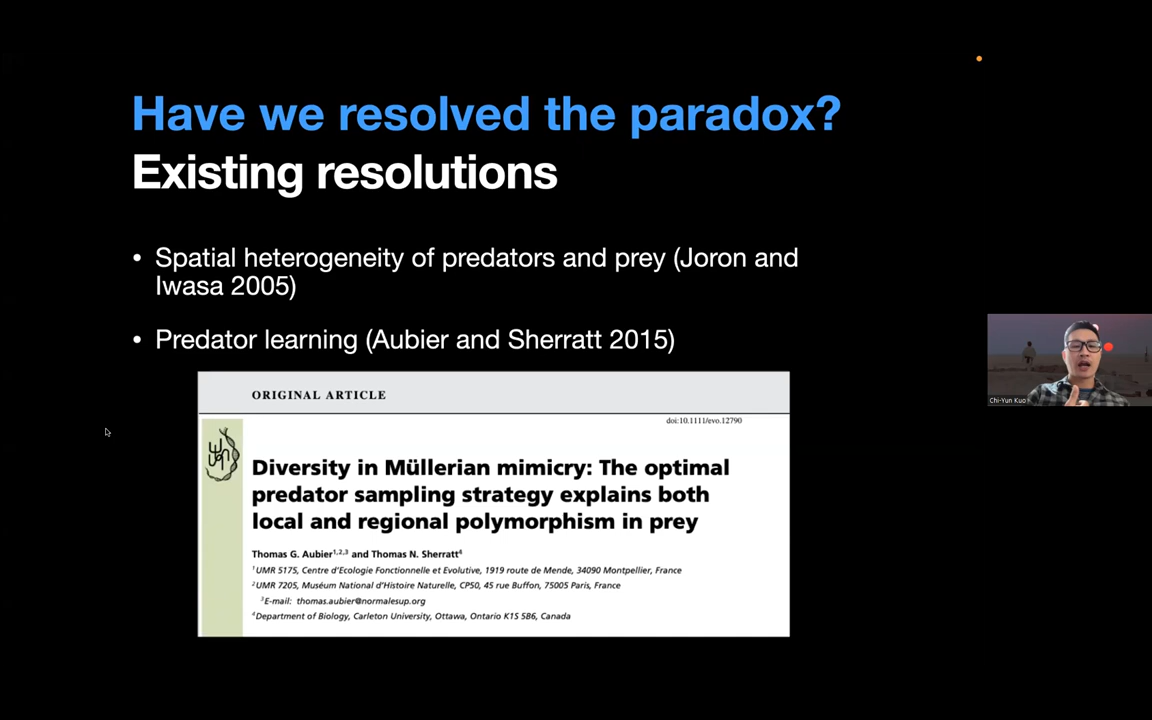 Have we resolved the paradox?
Existing resolutions
• Spatial heterogeneity of predators and prey (Joron and
Iwasa 2005)
• Predator learning (Aubier and Sherratt 2015)
ORIGINAL ARTICLE
doi:10.1111/evo.12790
Diversity in Müllerian mimicry: The optimal
predator sampling strategy explains both
local and regional polymorphism in prey
Thomas G. Aubier1,2,3 and Thomas N. Sherratt4
1UMR 5175, Centre d'Ecologie Fonctionnelle et Evolutive, 1919 route de Mende, 34090 Montpellier, France
2UMR 7205, Muséum National d'Histoire Naturelle, CP50, 45 rue Buffon, 75005 Paris, France
3E-mail: thomas.aubier@normalesup.org
4Department of Biology, Carleton University, Ottawa, Ontario K1S 5B6, Canada
Chi-Yun Kuo